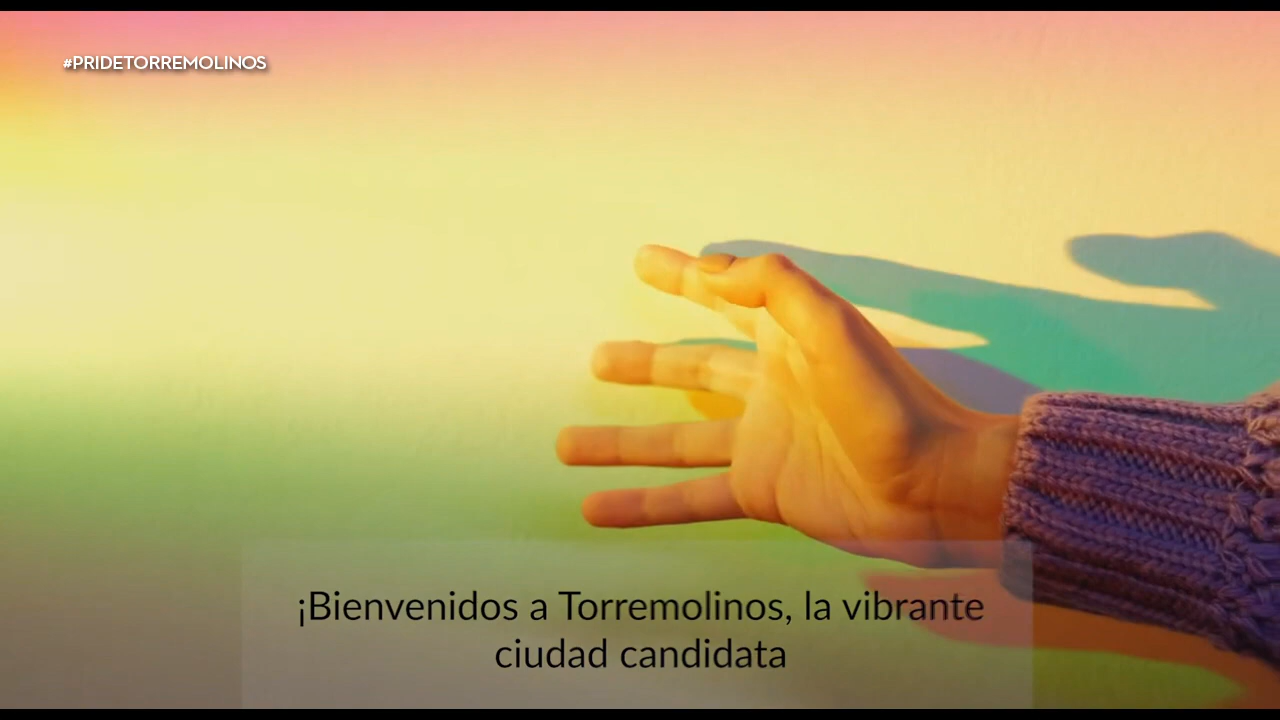 #PRIDETORREMOLINOS
¡Bienvenidos a Torremolinos, la vibrante
ciudad candidata